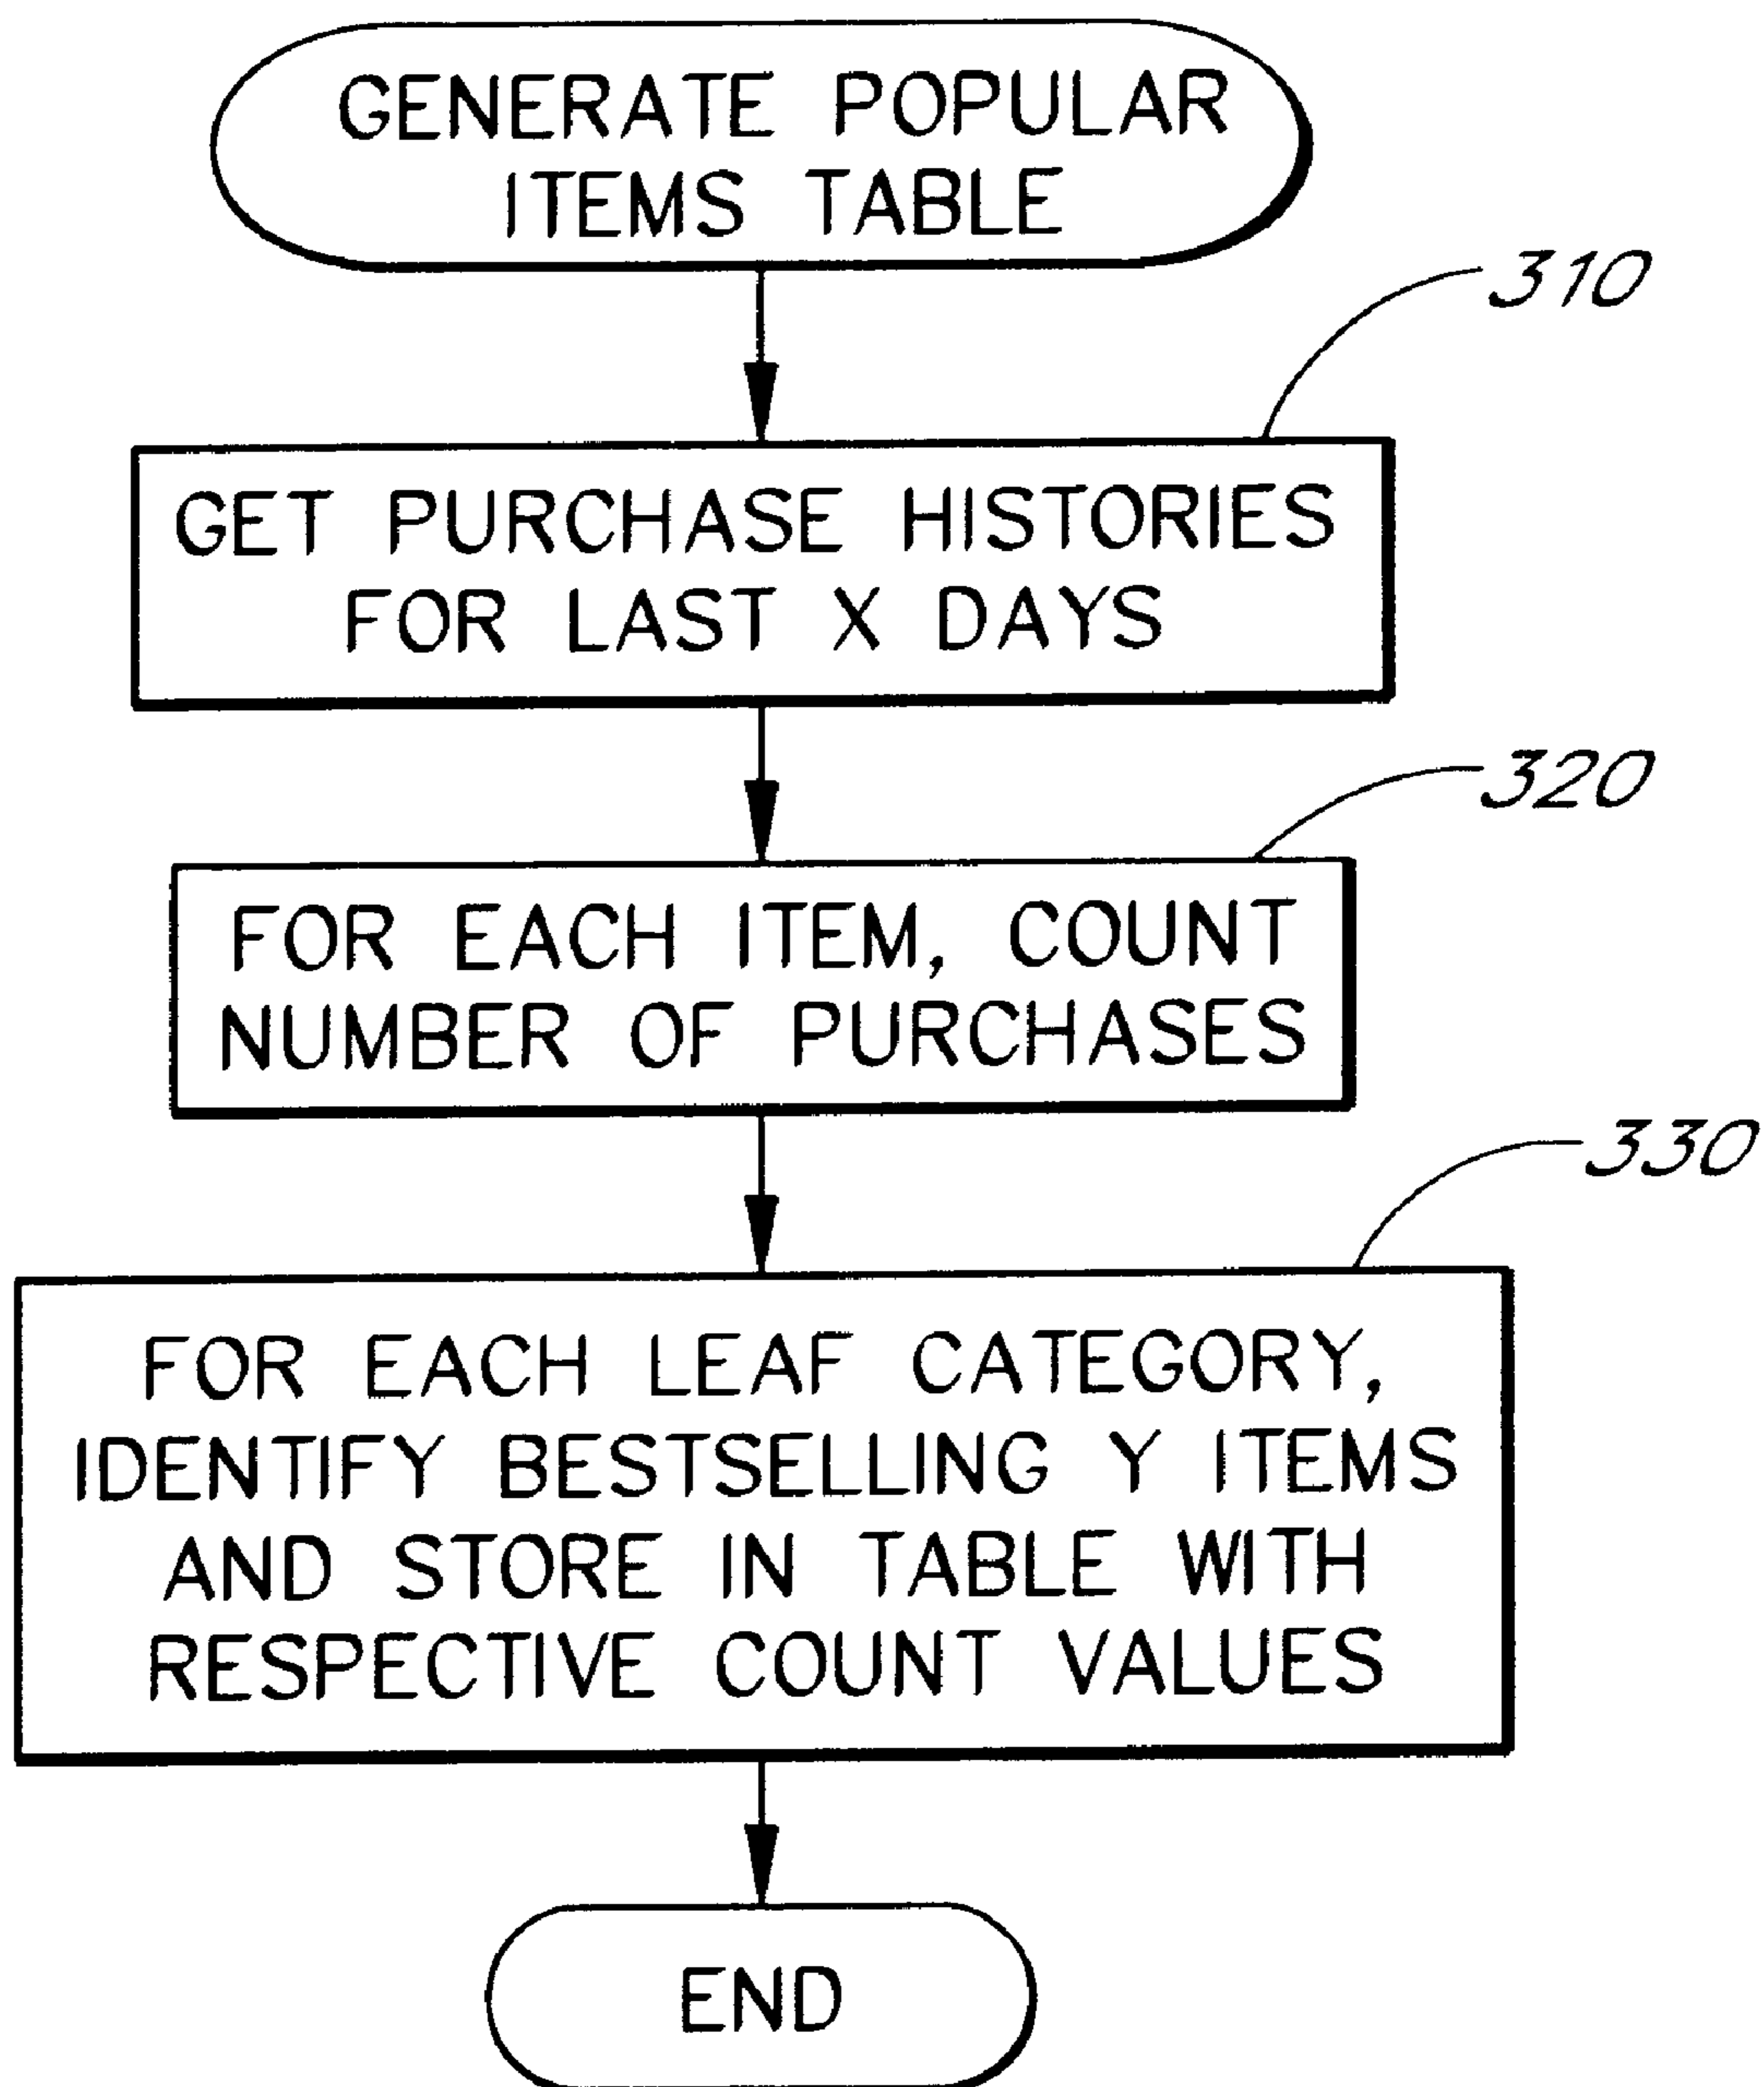 GENERATE POPULAR
ITEMS TABLE
310
GET PURCHASE HISTORIES
FOR LAST X DAYS
320
FOR EACH ITEM, COUNT
NUMBER OF PURCHASES
330
FOR EACH LEAF CATEGORY,
IDENTIFY BESTSELLING Y ITEMS
AND STORE IN TABLE WITH
RESPECTIVE COUNT VALUES
END